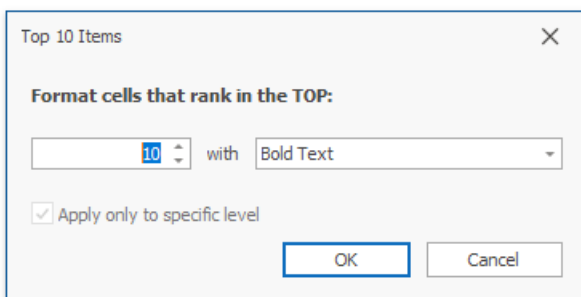 Top 10 Items
Format cells that rank in the TOP:
10 with Bold Text
Apply only to specific level
OK Cancel